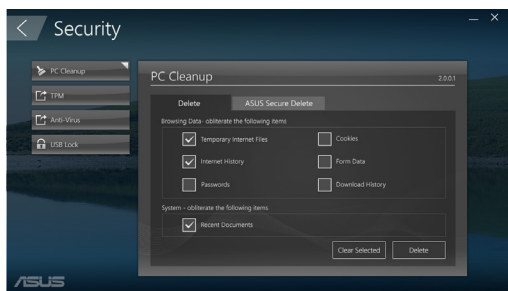 Security
PC Cleanup
TPM
Anti-Virus
USB Lock
PC Cleanup 2.0.0.1
Delete ASUS Secure Delete
Browsing Data- obliterate the following items
Temporary Internet Files Cookies
Internet History Form Data
Passwords Download History
System - obliterate the following items
Recent Documents
Clear Selected Delete
ASUS